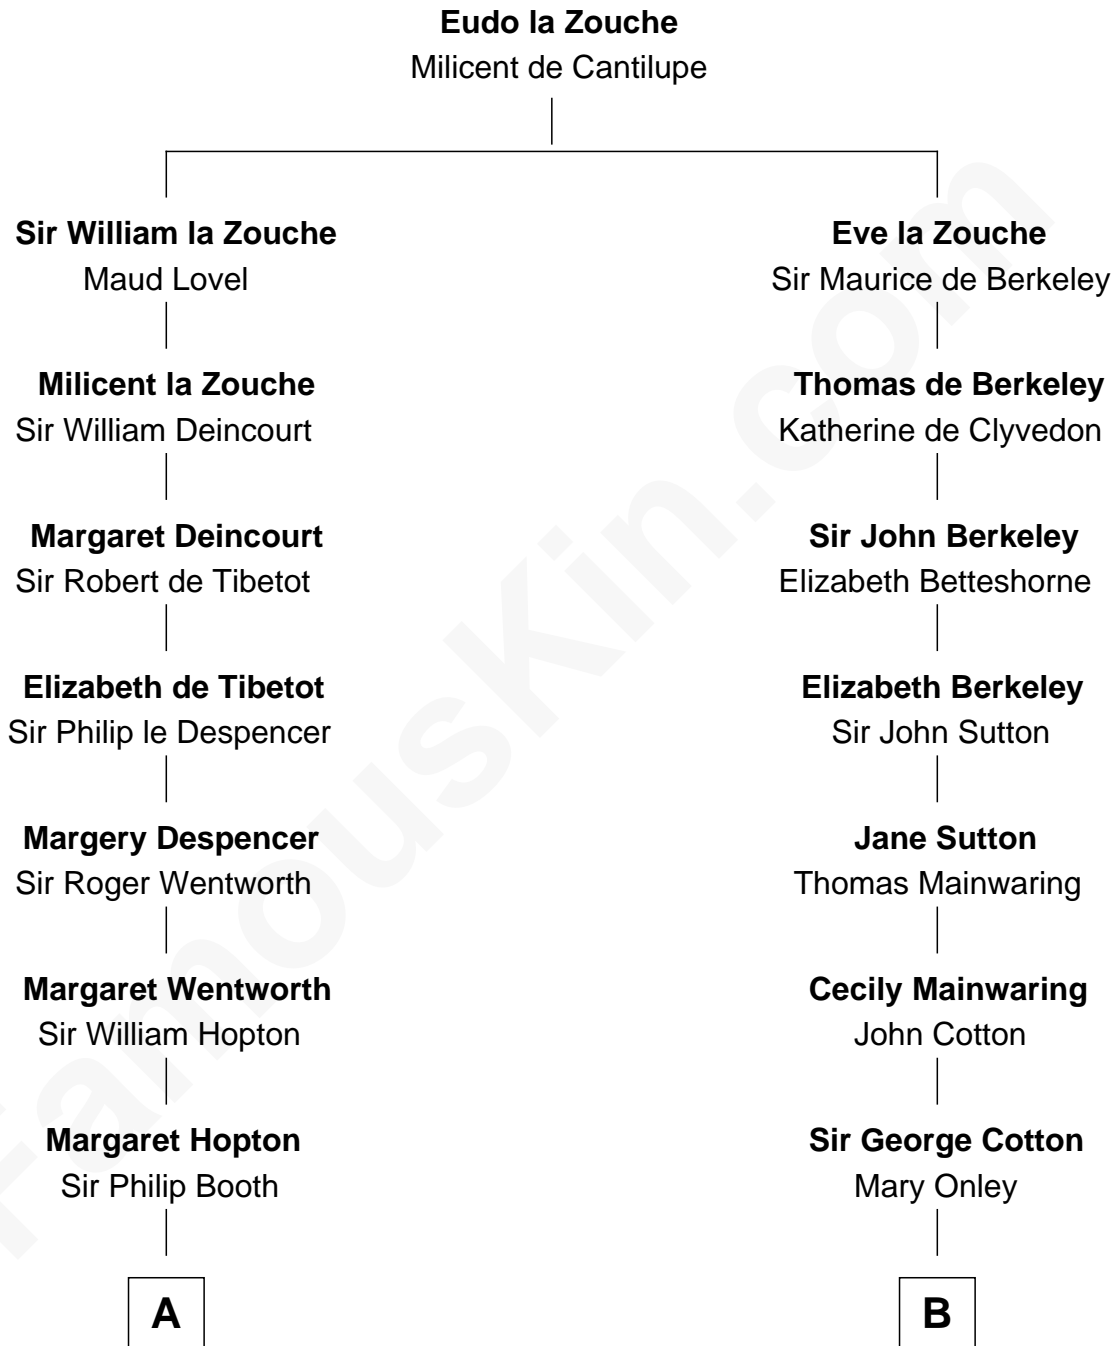 Eudo la Zouche
Milicent de Cantilupe
Sir William la Zouche
Maud Lovel
Eve la Zouche
Sir Maurice de Berkeley
Milicent la Zouche
Sir William Deincourt
Thomas de Berkeley
Katherine de Clyvedon
Margaret Deincourt
Sir Robert de Tibetot
Sir John Berkeley
Elizabeth Betteshorne
Elizabeth de Tibetot
Sir Philip le Despencer
Elizabeth Berkeley
Sir John Sutton
Margery Despencer
Sir Roger Wentworth
Jane Sutton
Thomas Mainwaring
Margaret Wentworth
Sir William Hopton
Cecily Mainwaring
John Cotton
Margaret Hopton
Sir Philip Booth
Sir George Cotton
Mary Onley
A
B
FamousKin.com